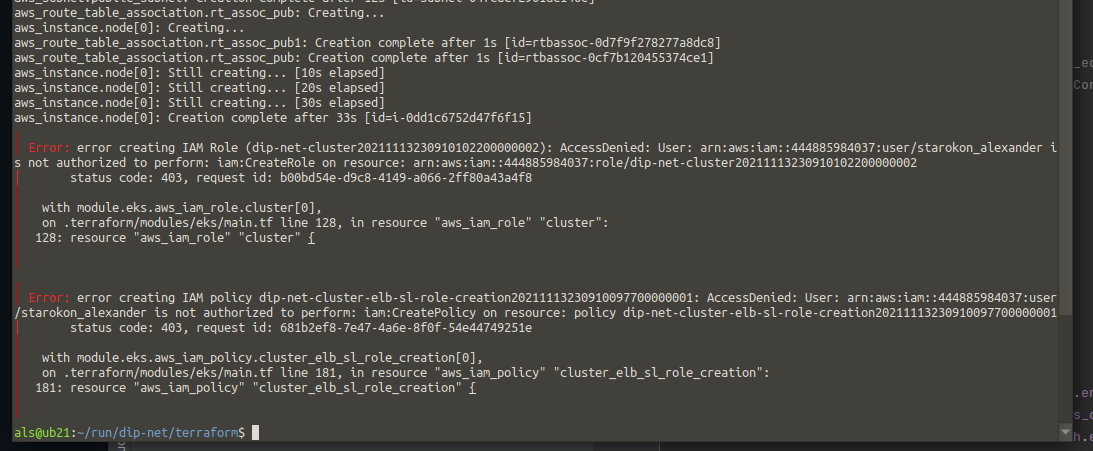 aws_route_table_association.rt_assoc_pub: Creating...
aws_instance.node[0]: Creating...
aws_route_table_association.rt_assoc_pub1: Creation complete after 1s [id=rtbassoc-0d7f9f278277a8dc8]
aws_route_table_association.rt_assoc_pub: Creation complete after 1s [id=rtbassoc-0cf7b120455374ce1]
aws_instance.node[0]: Still creating... [10s elapsed]
aws_instance.node[0]: Still creating... [20s elapsed]
aws_instance.node[0]: Still creating... [30s elapsed]
aws_instance.node[0]: Creation complete after 33s [id=i-0dd1c6752d47f6f15]
Error: error creating IAM Role (dip-net-cluster20211113230910102200000002): AccessDenied: User: arn:aws:iam::444885984037:user/starokon_alexander i
s not authorized to perform: iam:CreateRole on resource: arn:aws:iam::444885984037:role/dip-net-cluster20211113230910102200000002
status code: 403, request id: b00bd54e-d9c8-4149-a066-2ff80a43a4f8
with module.eks.aws_iam_role.cluster[0],
on .terraform/modules/eks/main.tf line 128, in resource "aws_iam_role" "cluster":
128: resource "aws_iam_role" "cluster" {
Error: error creating IAM policy dip-net-cluster-elb-sl-role-creation20211113230910097700000001: AccessDenied: User: arn:aws:iam::444885984037:user
/starokon_alexander is not authorized to perform: iam:CreatePolicy on resource: policy dip-net-cluster-elb-sl-role-creation20211113230910097700000001
status code: 403, request id: 681b2ef8-7e47-4a6e-8f0f-54e44749251e
with module.eks.aws_iam_policy.cluster_elb_sl_role_creation[0],
on .terraform/modules/eks/main.tf line 181, in resource "aws_iam_policy" "cluster_elb_sl_role_creation":
181: resource "aws_iam_policy" "cluster_elb_sl_role_creation" {
als@ub21:~/run/dip-net/terraform$